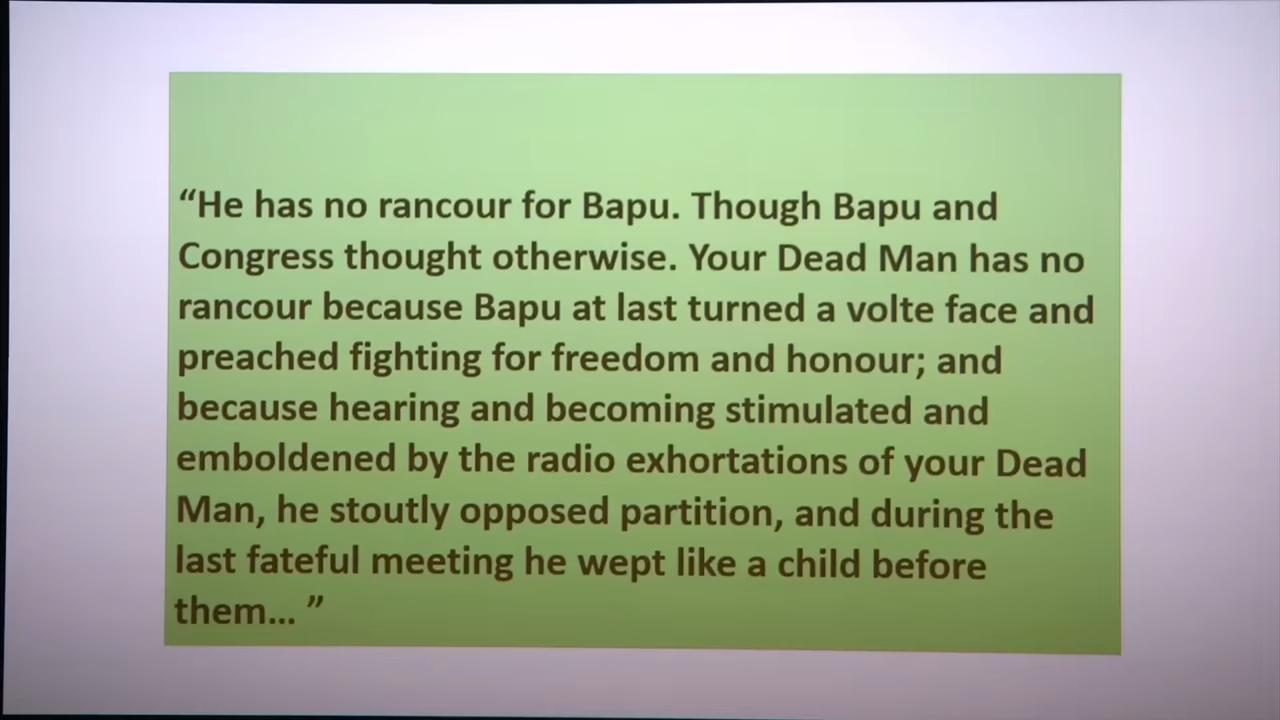 “He has no rancour for Bapu. Though Bapu and
Congress thought otherwise. Your Dead Man has no
rancour because Bapu at last turned a volte face and
preached fighting for freedom and honour; and
because hearing and becoming stimulated and
emboldened by the radio exhortations of your Dead
Man, he stoutly opposed partition, and during the
last fateful meeting he wept like a child before
them... ”